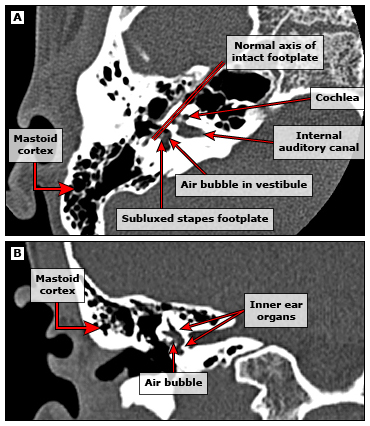 A
Normal axis of
intact footplate
Cochlea
Mastoid
cortex
Internal
auditory canal
Air bubble in vestibule
Subluxed stapes footplate
B
Mastoid
cortex
Inner ear
organs
Air bubble